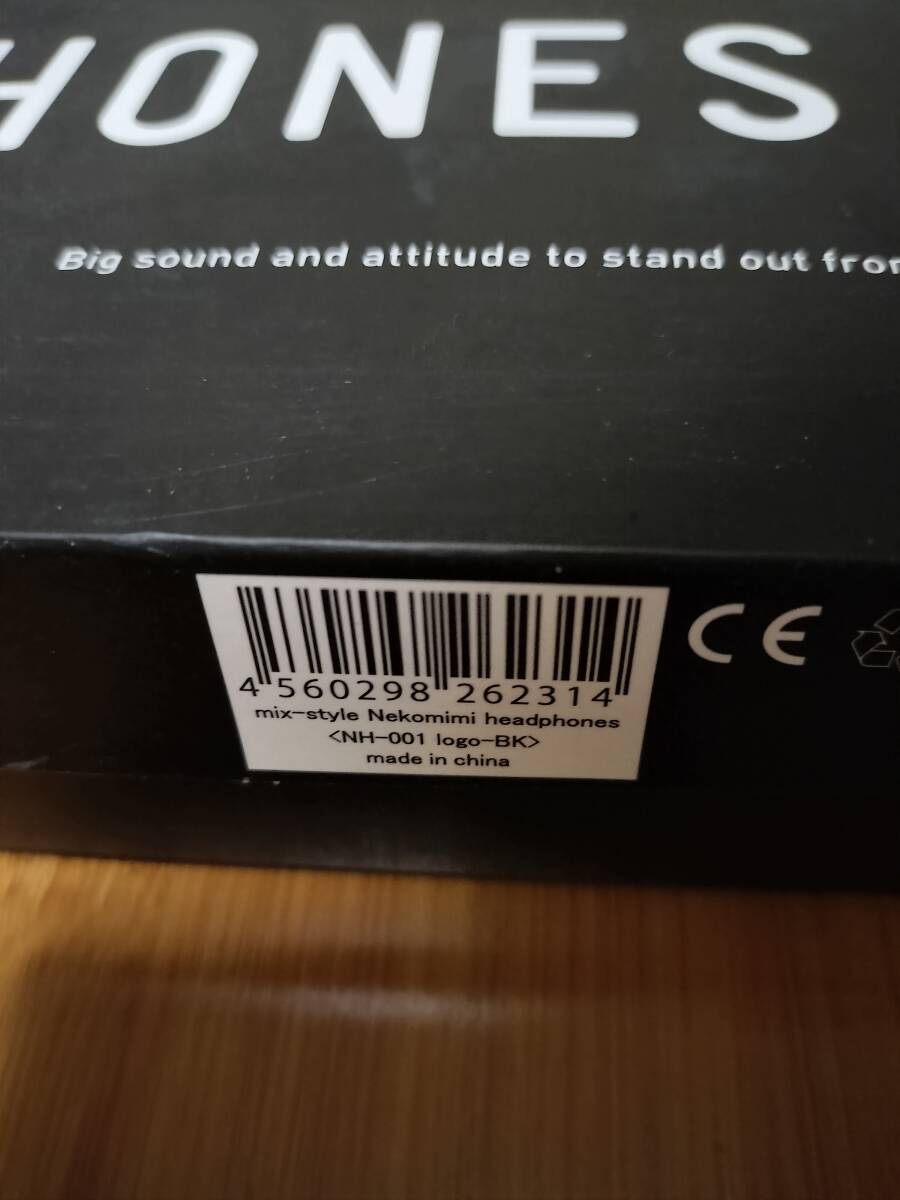 HONES
Big sound and attitude to stand out from
4 560298 262314
mix-style Nekomimi headphones
<NH-001 logo-BK>
made in china
CE